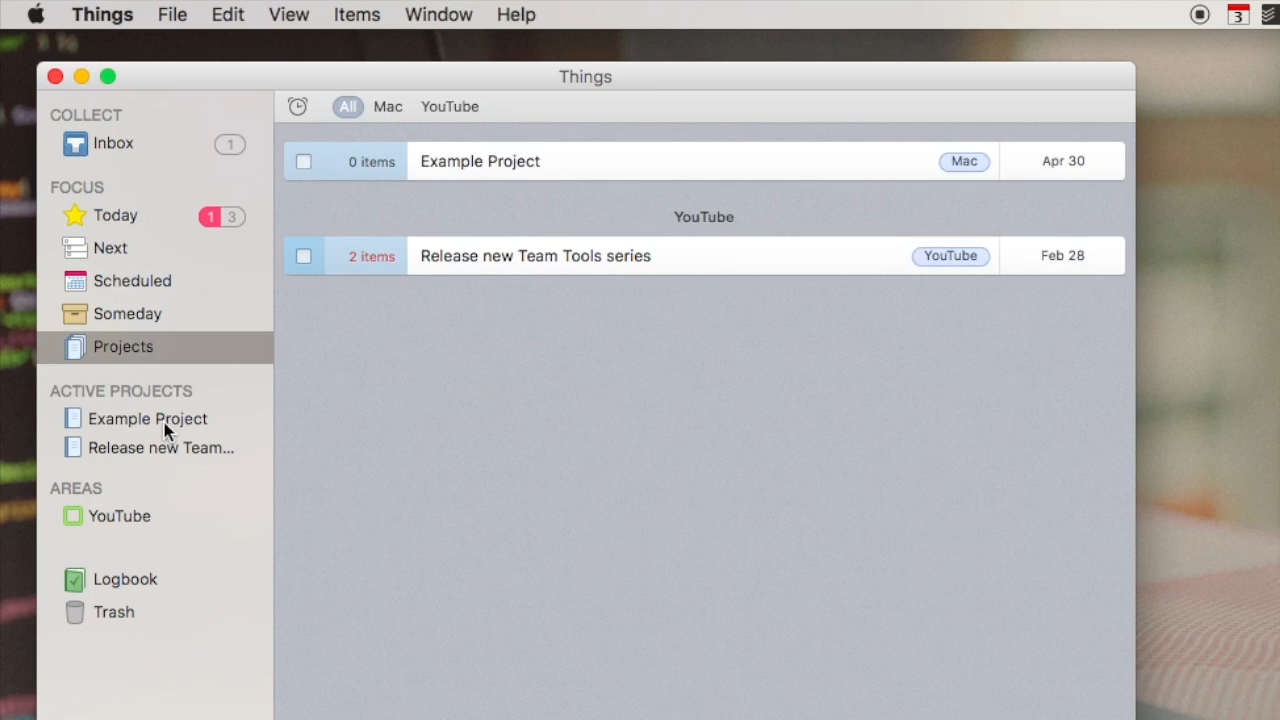 Things File Edit View Items Window Help 3
Things
COLLECT
Inbox 1
FOCUS
Today 1 3
Next
Scheduled
Someday
Projects
ACTIVE PROJECTS
Example Project
Release new Team...
AREAS
YouTube
Logbook
Trash
All Mac YouTube
0 items Example Project Mac Apr 30
YouTube
2 items Release new Team Tools series YouTube Feb 28